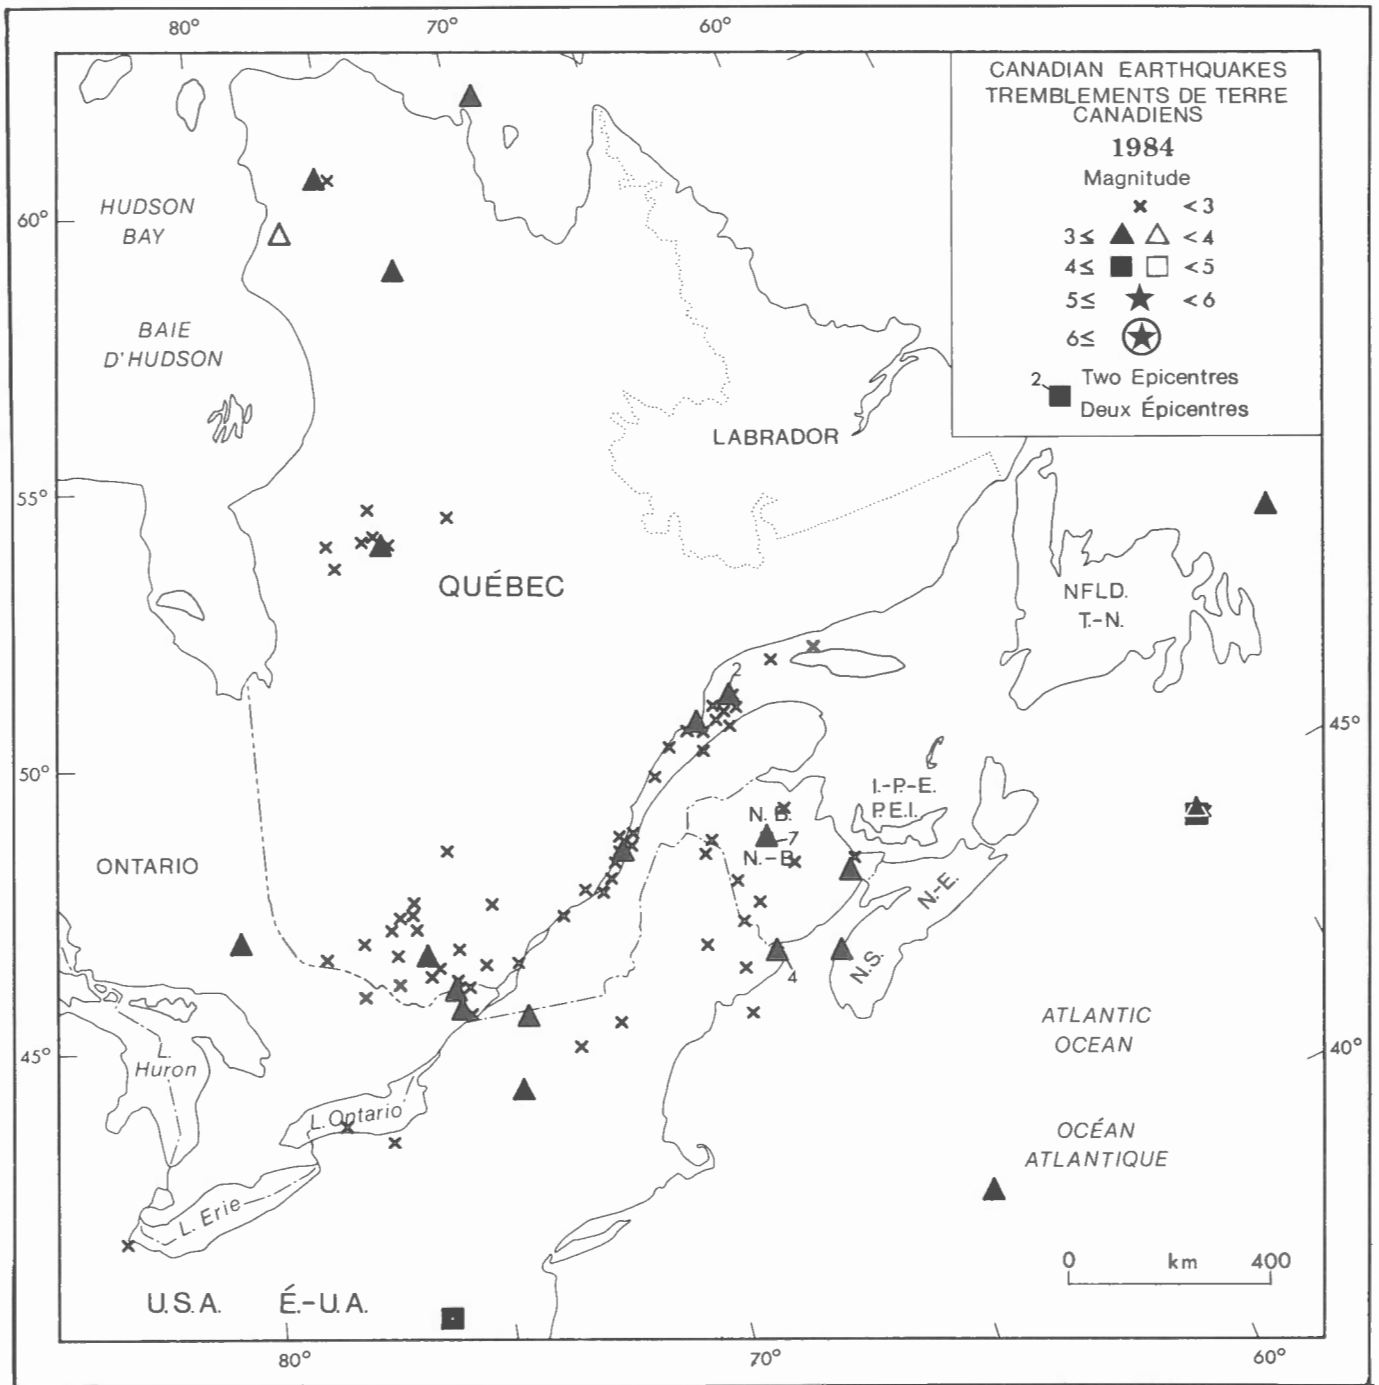 80° 70° 60°
CANADIAN EARTHQUAKES
TREMBLEMENTS DE TERRE
CANADIENS
1984
Magnitude
<3
3≤ <4
4≤ <5
5≤ <6
6≤
2 Two Epicentres
Deux Épicentres
60°
HUDSON
BAY
BAIE
D'HUDSON
LABRADOR
55°
QUÉBEC
NFLD.
T.-N.
2
45°
50°
I.-P.-E.
P.E.I.
N.B.
7
N.-B.
ONTARIO
N.-E.
N.S.
4
ATLANTIC
OCEAN
45°
40°
L.
Huron
L. Ontario
OCÉAN
ATLANTIQUE
L. Erie
0 km 400
U.S.A. É.-U.A.
80° 70° 60°